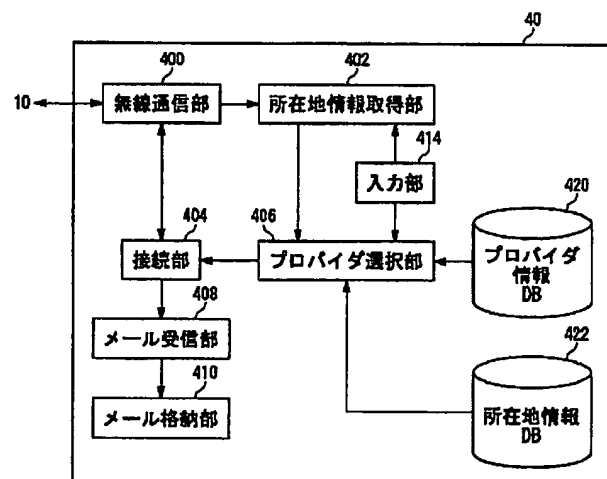 40
400
402
10
無線通信部
所在地情報取得部
414
入力部
420
404
406
接続部
プロバイダ選択部
プロバイダ
情報
DB
408
メール受信部
422
410
メール格納部
所在地情報
DB